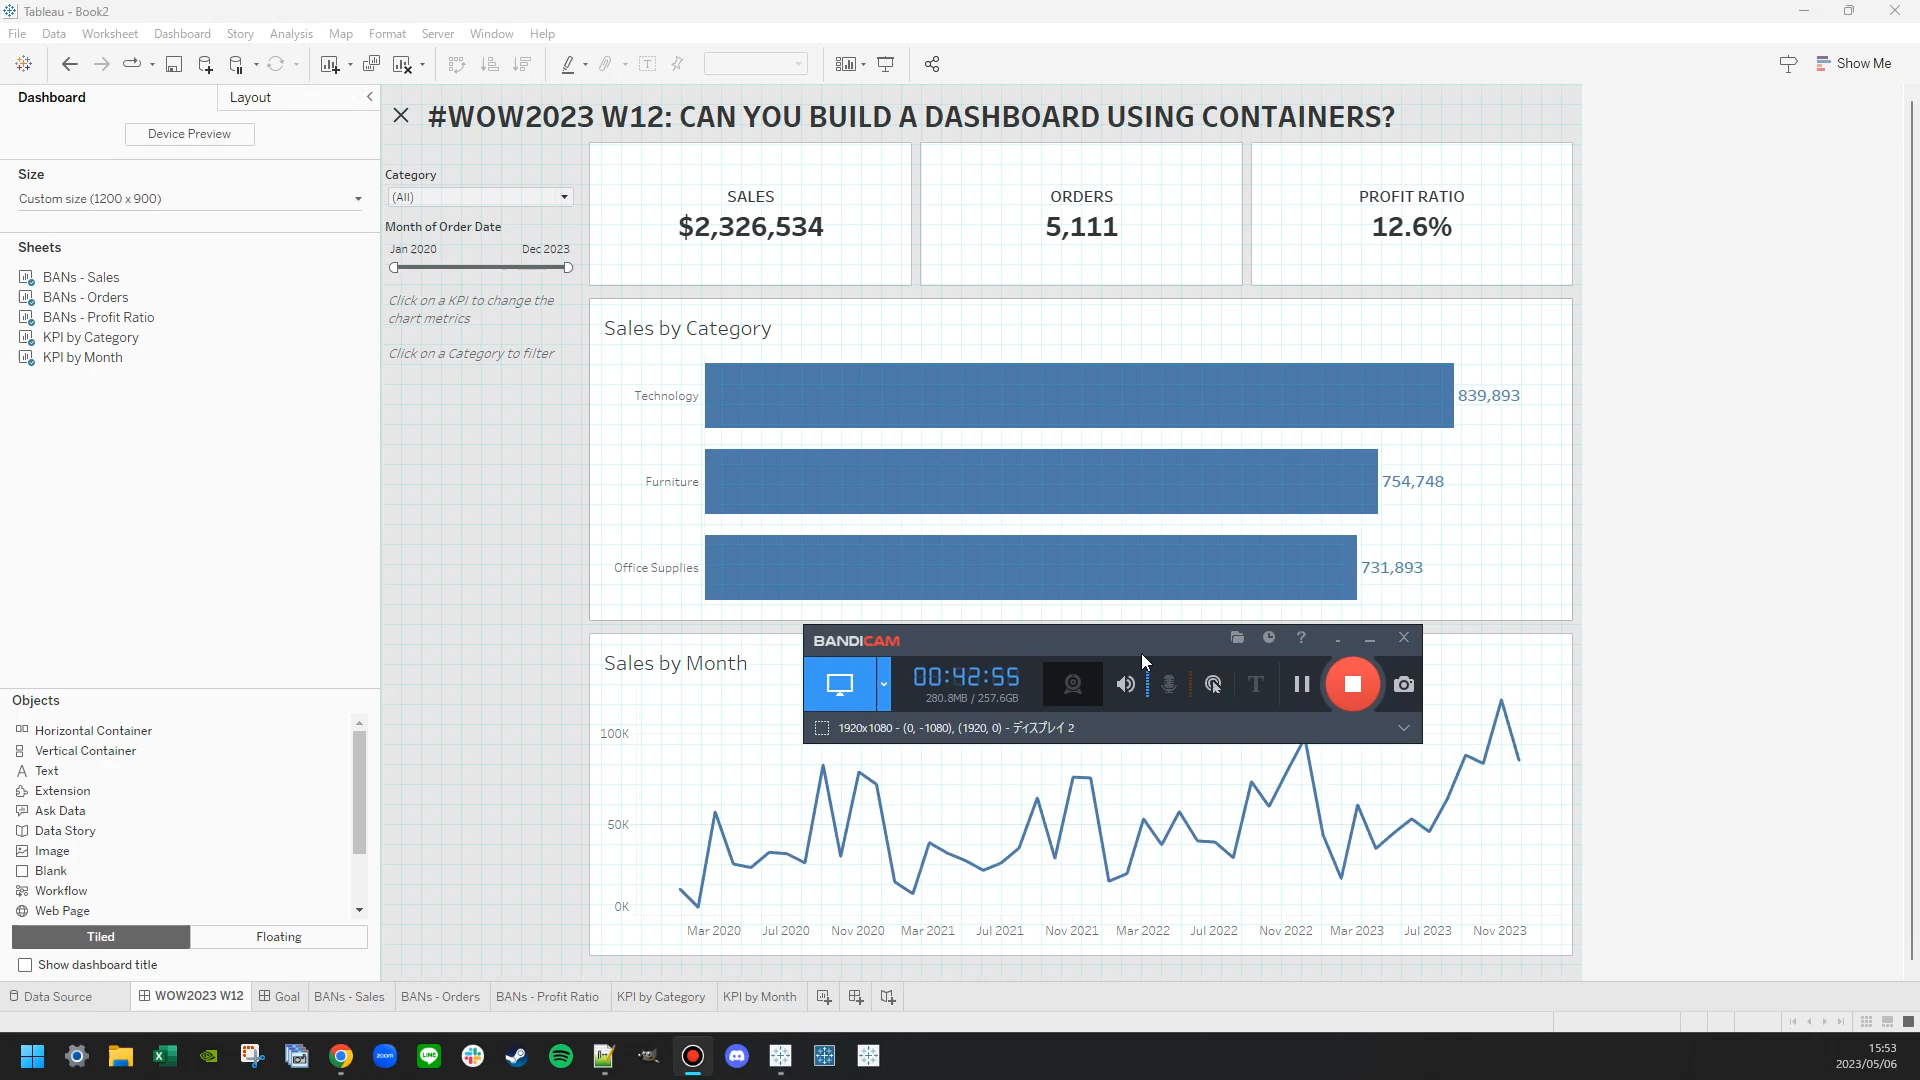 Tableau - Book2
File Data Worksheet Dashboard Story Analysis Map Format Server Window Help
Show Me
Dashboard
Layout
Device Preview
Size
Custom size (1200 x 900)
Sheets
BANs - Sales
BANs - Orders
BANs - Profit Ratio
KPI by Category
KPI by Month
Objects
Horizontal Container
Vertical Container
Text
Extension
Ask Data
Data Story
Image
Blank
Workflow
Web Page
Tiled
Floating
Show dashboard title
#WOW2023 W12: CAN YOU BUILD A DASHBOARD USING CONTAINERS?
Category
(All)
Month of Order Date
Jan 2020 Dec 2023
Click on a KPI to change the
chart metrics
Click on a Category to filter
SALES
$2,326,534
ORDERS
5,111
PROFIT RATIO
12.6%
Sales by Category
Technology 839,893
Furniture 754,748
Office Supplies 731,893
Sales by Month
100K
50K
0K
Mar 2020 Jul 2020 Nov 2020 Mar 2021 Jul 2021 Nov 2021 Mar 2022 Jul 2022 Nov 2022 Mar 2023 Jul 2023 Nov 2023
BANDICAM
?
00:42:55
280.8MB / 257.6GB
T
1920x1080 - (0, -1080), (1920, 0) - ディスプレイ 2
Data Source WOW2023 W12 Goal BANs - Sales BANs - Orders BANs - Profit Ratio KPI by Category KPI by Month
zoom
LINE
15:53
2023/05/06